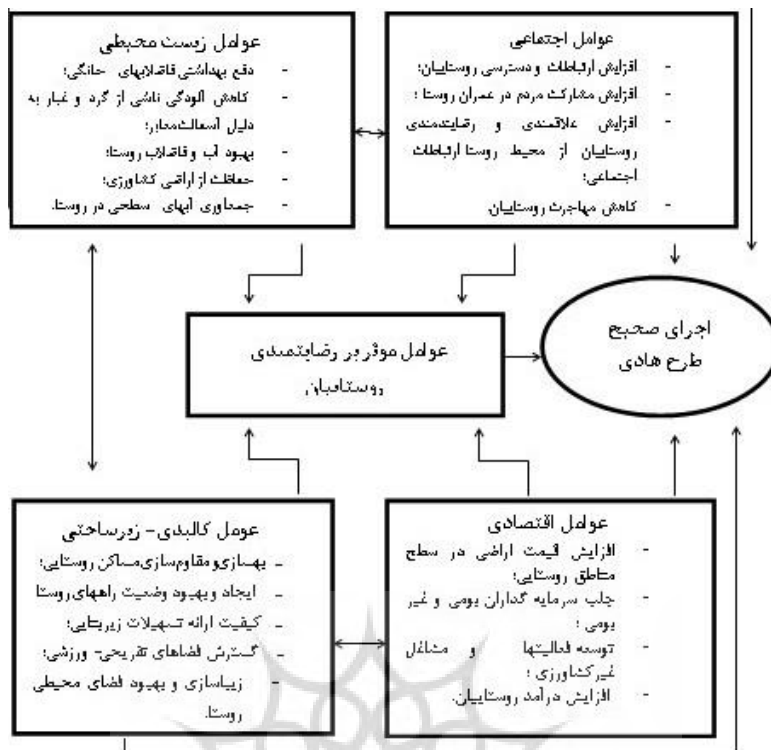 عوامل اجتماعی
- افزایش ارتباطات و دسترسی روستاییان؛
- افزایش مشارکت مردم در عمران روستا؛
- افزایش علاقمندی و رضایتمندی
روستاییان از محیط روستا ارتباطات
اجتماعی؛
- کاهش مهاجرت روستاییان.
عوامل زیست محیطی
- دفع بهداشتی فاضلابهای خانگی؛
- کاهش آلودگی ناشی از گرد و غبار به
دلیل آسفالت معابر؛
- بهبود آب و فاضلاب روستا؛
- حفاظت از اراضی کشاورزی؛
- جمعآوری آبهای سطحی در روستا.
اجرای صحیح
طرح هادی
عوامل موثر بر رضایتمندی
روستاییان
عوامل اقتصادی
- افزایش قیمت اراضی در سطح
مناطق روستایی؛
- جلب سرمایه گذاران بومی و غیر
بومی؛
- توسعه فعالیتها و مشاغل
غیرکشاورزی؛
- افزایش درآمد روستاییان.
عومل کالبدی- زیرساختی
- بهسازی و مقاوم‌سازی مساکن روستایی؛
- ایجاد و بهبود وضعیت راههای روستا
- کیفیت ارائه تسهیلات زیربنایی؛
- گسترش فضاهای تفریحی- ورزشی؛
- زیباسازی و بهبود فضای محیطی
روستا.